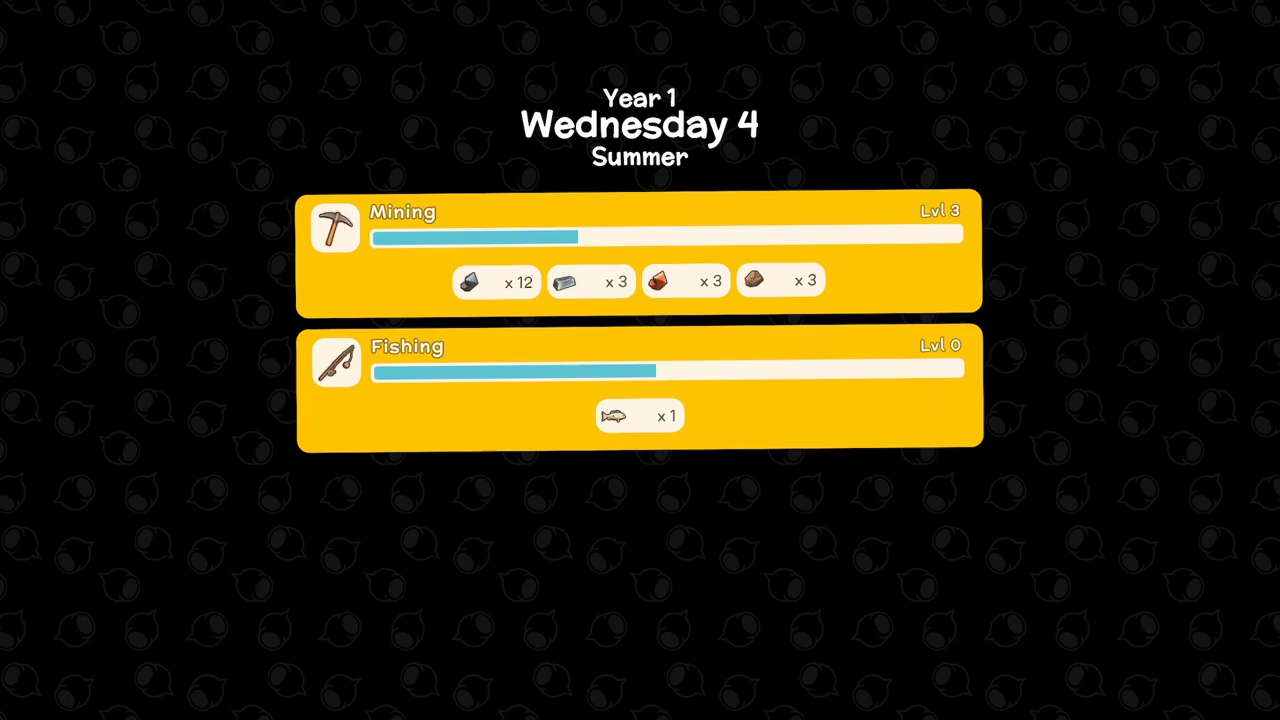 Year 1
Wednesday 4
Summer
Mining Lvl 3
x 12 x 3 x 3 x 3
Fishing Lvl 0
x 1